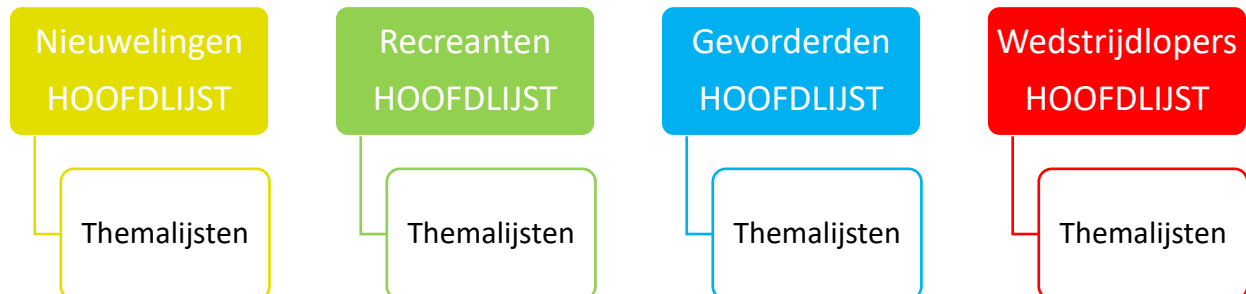 Nieuwelingen
HOOFDLIJST
Themalijsten
Recreanten
HOOFDLIJST
Themalijsten
Gevorderden
HOOFDLIJST
Themalijsten
Wedstrijdlopers
HOOFDLIJST
Themalijsten